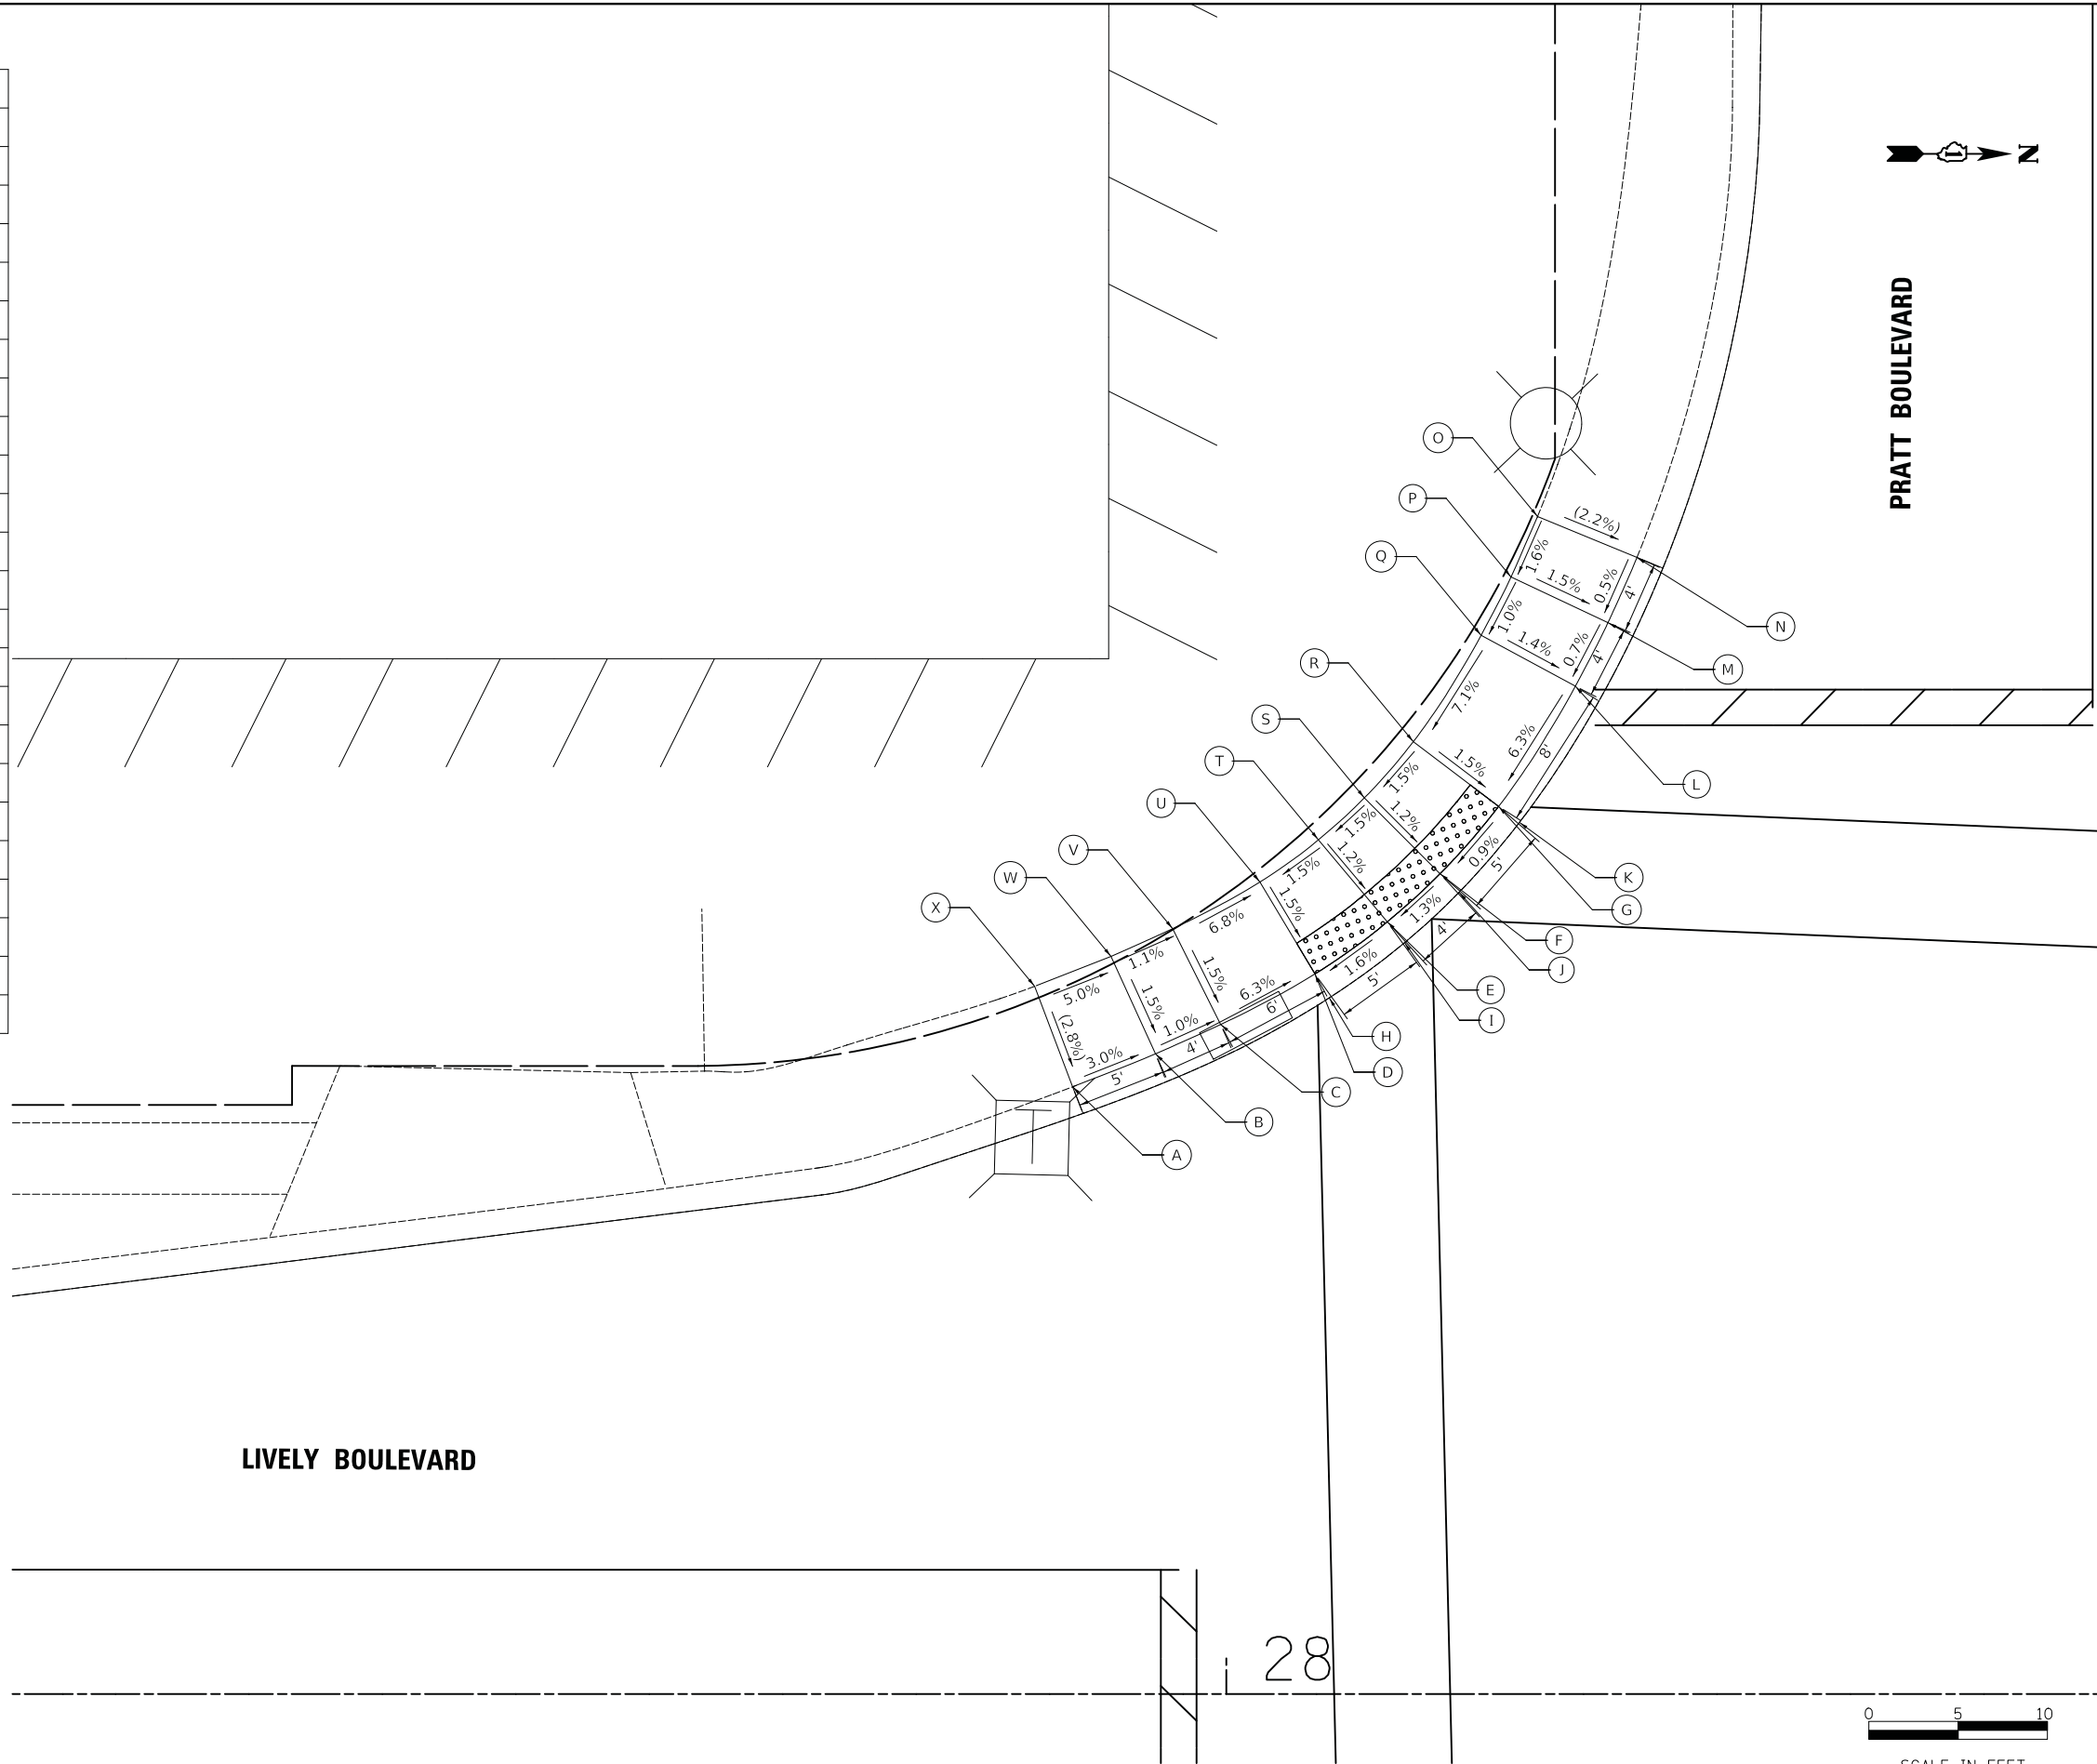 N
PRATT BOULEVARD
O
P
(2.2%)
Q
1.6%
1.5%
0.5%
4'
N
1.0%
1.4%
0.7%
4'
M
R
7.1%
6.3%
8'
S
1.5%
L
T
1.5%
1.2%
U
1.5%
1.2%
0.9%
5'
V
1.5%
K
W
1.5%
1.3%
G
X
6.8%
4'
F
1.1%
1.6%
J
5.0%
1.5%
5'
E
1.5%
6.3%
I
(2.8%)
1.0%
6'
H
3.0%
4'
D
5'
C
B
A
LIVELY BOULEVARD
28
0 5 10
SCALE IN FEET